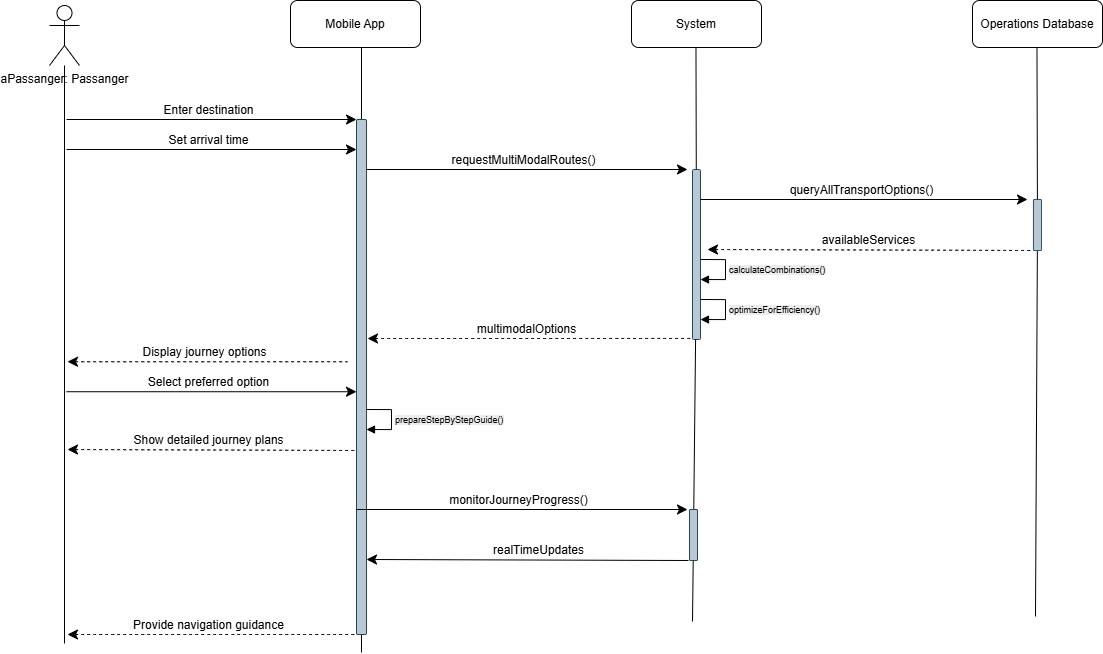 Mobile App
System
Operations Database
aPassanger: Passanger
Enter destination
Set arrival time
requestMultiModalRoutes()
queryAllTransportOptions()
availableServices
calculateCombinations()
optimizeForEfficiency()
multimodalOptions
Display journey options
Select preferred option
prepareStepByStepGuide()
Show detailed journey plans
monitorJourneyProgress()
realTimeUpdates
Provide navigation guidance